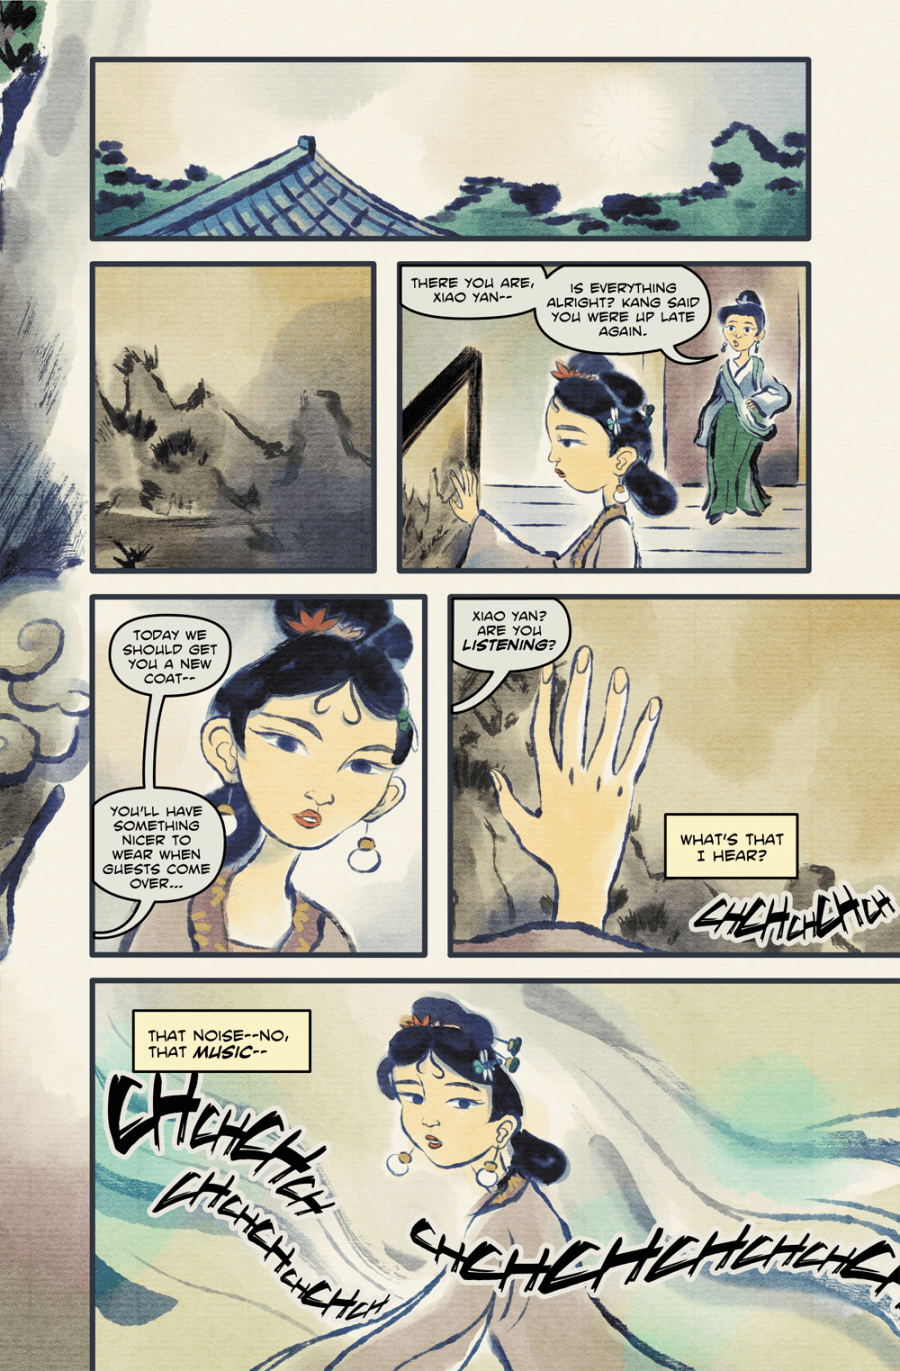 THERE YOU ARE,
XIAO YAN--
IS EVERYTHING
ALRIGHT? KANG SAID
YOU WERE UP LATE
AGAIN.
TODAY WE
SHOULD GET
YOU A NEW
COAT--
YOU'LL HAVE
SOMETHING
NICER TO
WEAR WHEN
GUESTS COME
OVER...
XIAO YAN?
ARE YOU
LISTENING?
WHAT'S THAT
I HEAR?
CHCHCHCHCH
THAT NOISE--NO,
THAT MUSIC--
CHCHCHCH
CHCHCHCHCHCH
CHCHCHCHCHCHCHCH